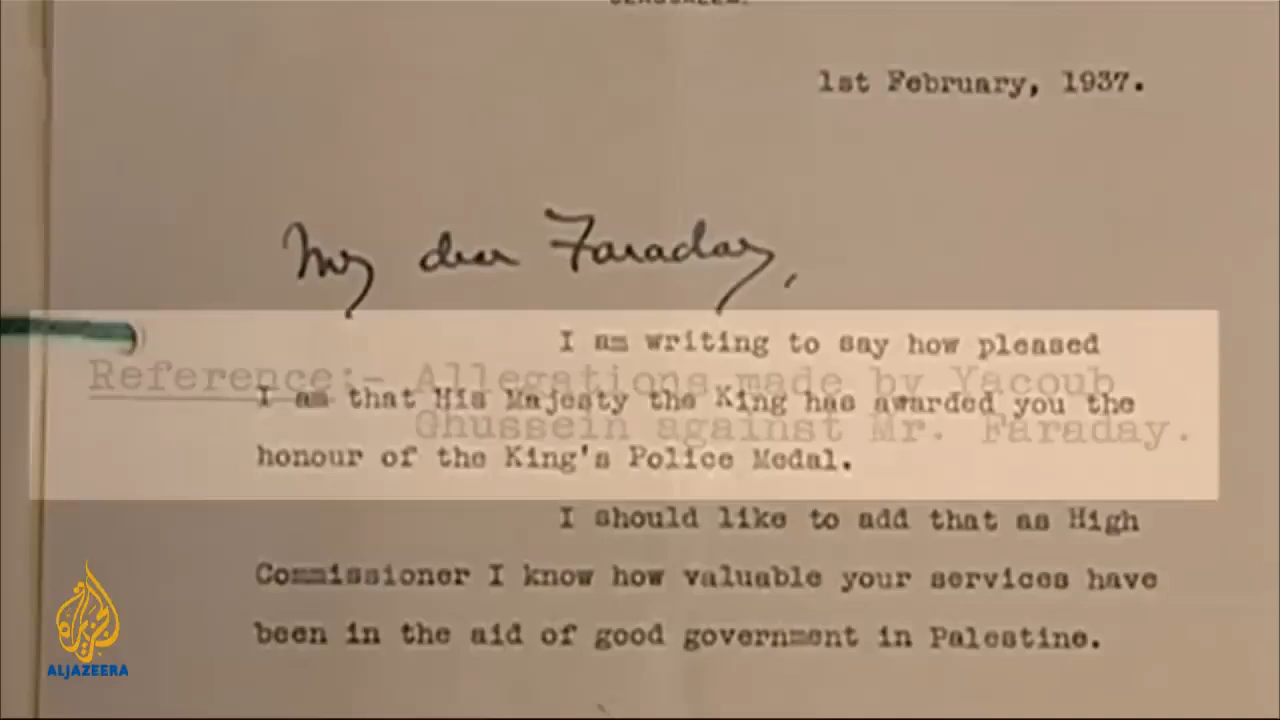 JERUSALEM.
1st February, 1937.
My dear Faraday,
I am writing to say how pleased
I am that His Majesty the King has awarded you the
honour of the King's Police Medal.
Reference:- Allegations made by Yacoub
Ghussein against Mr. Faraday.
I should like to add that as High
Commissioner I know how valuable your services have
been in the aid of good government in Palestine.
الجزيرة
ALJAZEERA